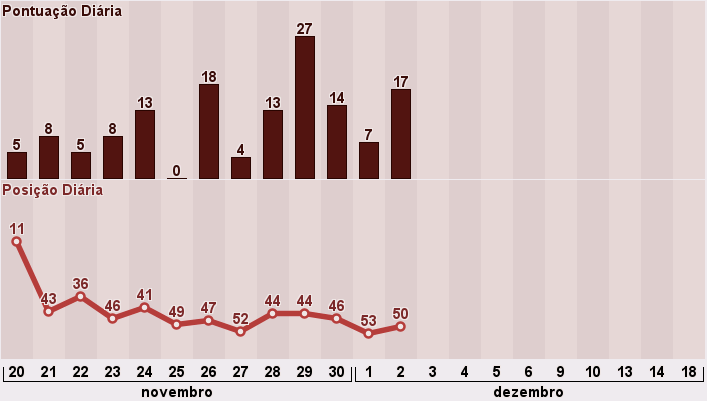 Pontuação Diária
5 8 5 8 13 0 18 4 13 27 14 7 17
Posição Diária
11 43 36 46 41 49 47 52 44 44 46 53 50
20 21 22 23 24 25 26 27 28 29 30 1 2 3 4 5 6 9 10 13 14 18
novembro dezembro